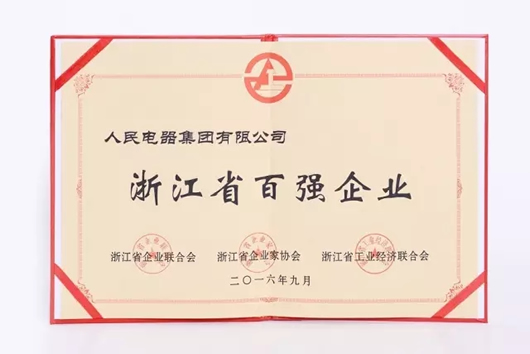 人民电器集团有限公司
浙江省百强企业
浙江省企业联合会 浙江省企业家协会 浙江省工业经济联合会
二〇一六年九月